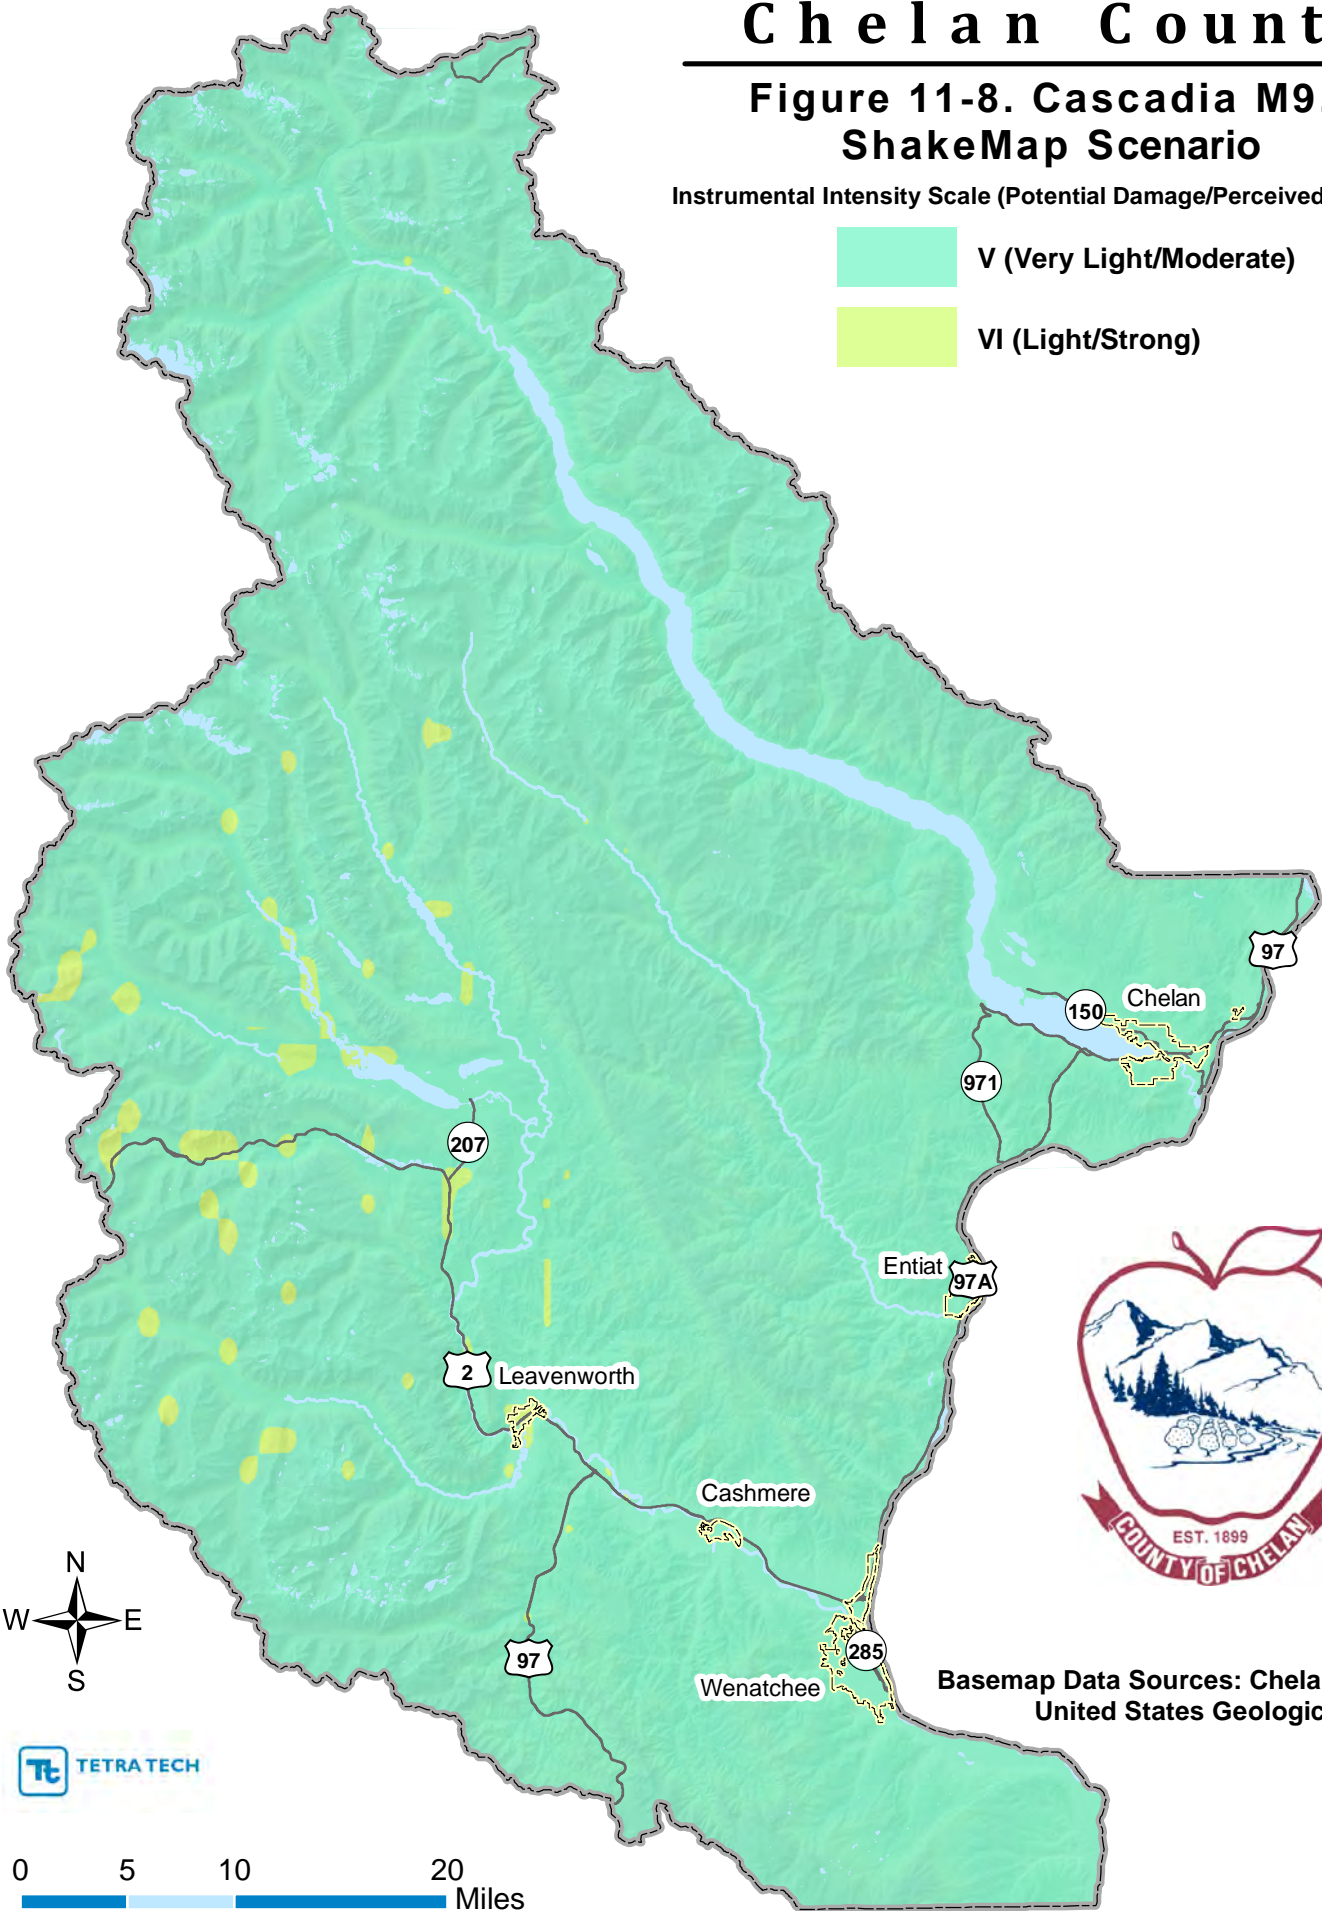 Chelan Count
Figure 11-8. Cascadia M9.
ShakeMap Scenario
Instrumental Intensity Scale (Potential Damage/Perceived
V (Very Light/Moderate)
VI (Light/Strong)
97
150
Chelan
971
207
Entiat
97A
2
Leavenworth
Cashmere
EST. 1899
COUNTY OF CHELAN
N
W E
S
97
285
Wenatchee
Basemap Data Sources: Chela
United States Geologic
Tt TETRA TECH
0 5 10 20
Miles